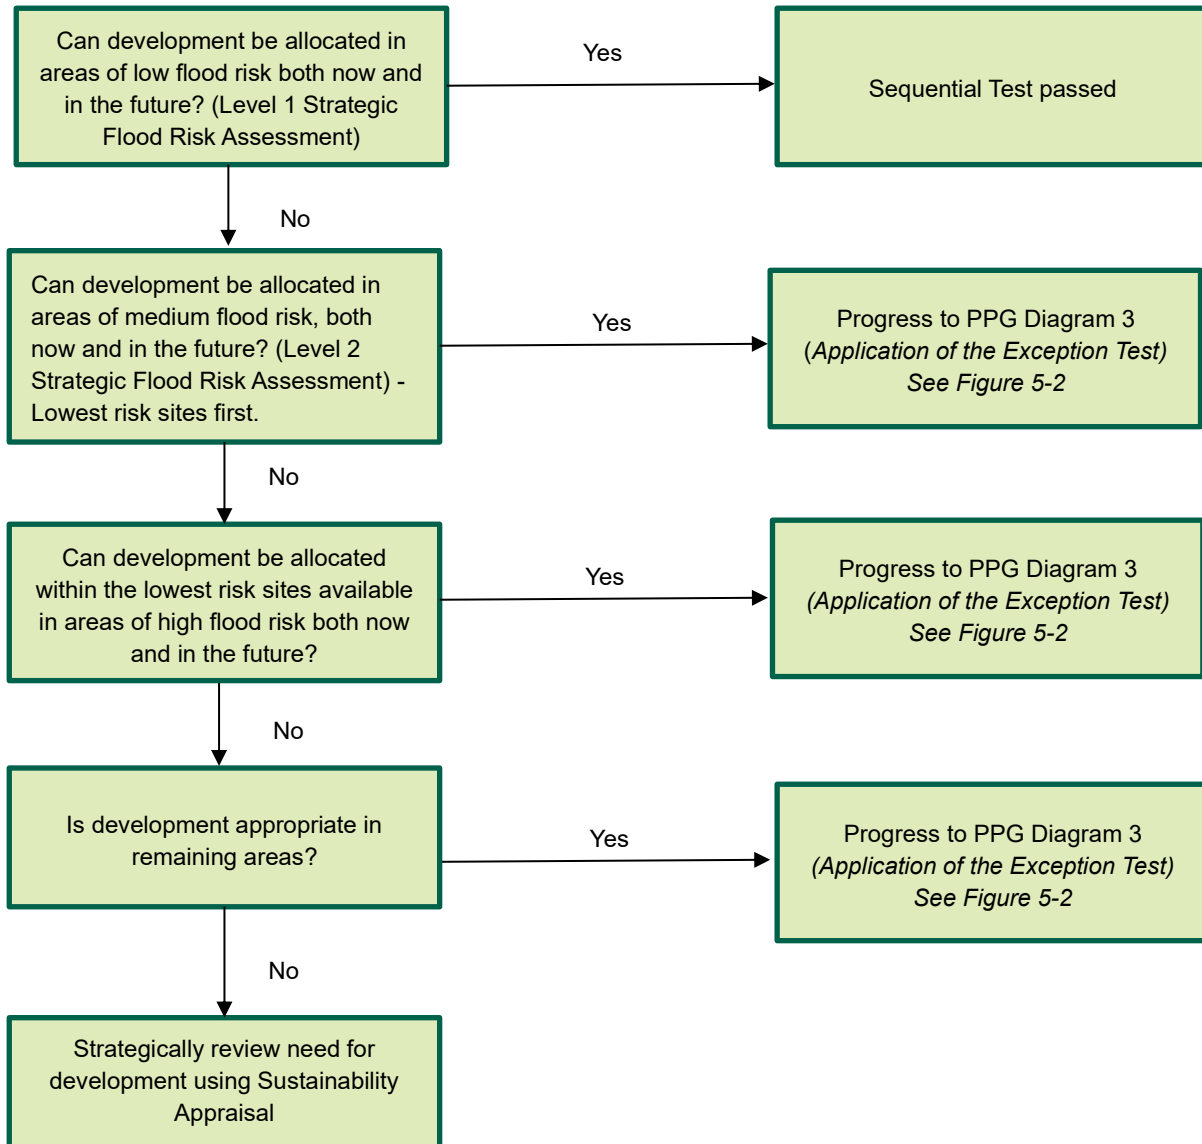 Can development be allocated in
areas of low flood risk both now and
in the future? (Level 1 Strategic
Flood Risk Assessment)
Yes
Sequential Test passed
No
Can development be allocated in
areas of medium flood risk, both
now and in the future? (Level 2
Strategic Flood Risk Assessment) -
Lowest risk sites first.
Yes
Progress to PPG Diagram 3
(Application of the Exception Test)
See Figure 5-2
No
Can development be allocated
within the lowest risk sites available
in areas of high flood risk both now
and in the future?
Yes
Progress to PPG Diagram 3
(Application of the Exception Test)
See Figure 5-2
No
Is development appropriate in
remaining areas?
Yes
Progress to PPG Diagram 3
(Application of the Exception Test)
See Figure 5-2
No
Strategically review need for
development using Sustainability
Appraisal